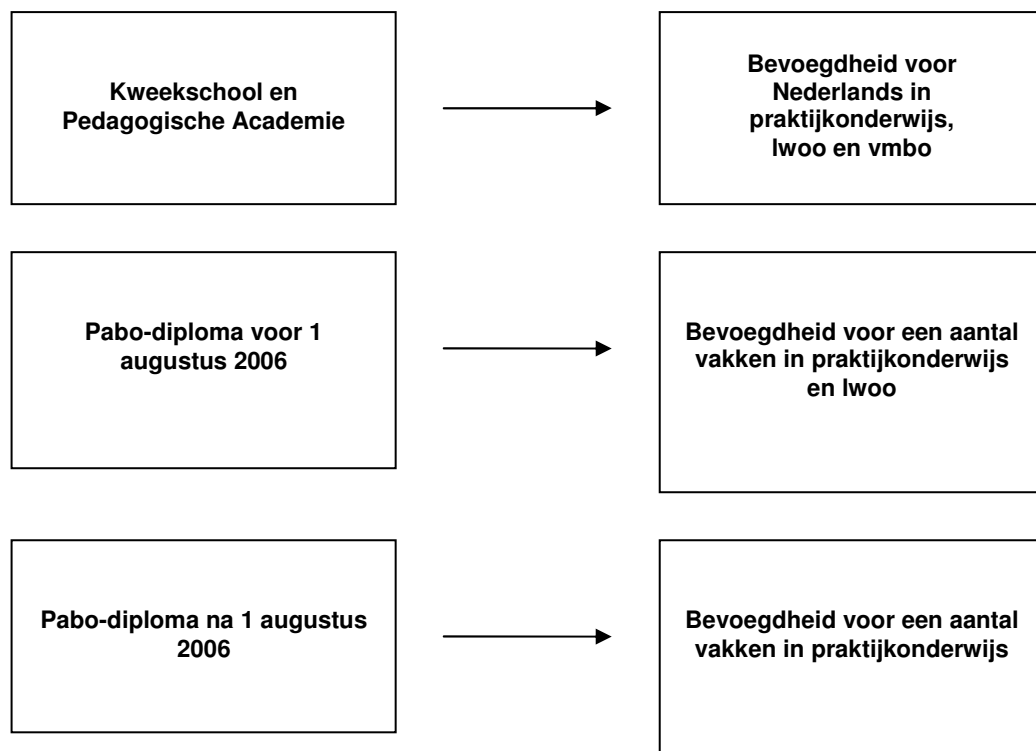 Kweekschool en
Pedagogische Academie
Bevoegdheid voor
Nederlands in
praktijkonderwijs,
lwoo en vmbo
Pabo-diploma voor 1
augustus 2006
Bevoegdheid voor een aantal
vakken in praktijkonderwijs
en lwoo
Pabo-diploma na 1 augustus
2006
Bevoegdheid voor een aantal
vakken in praktijkonderwijs